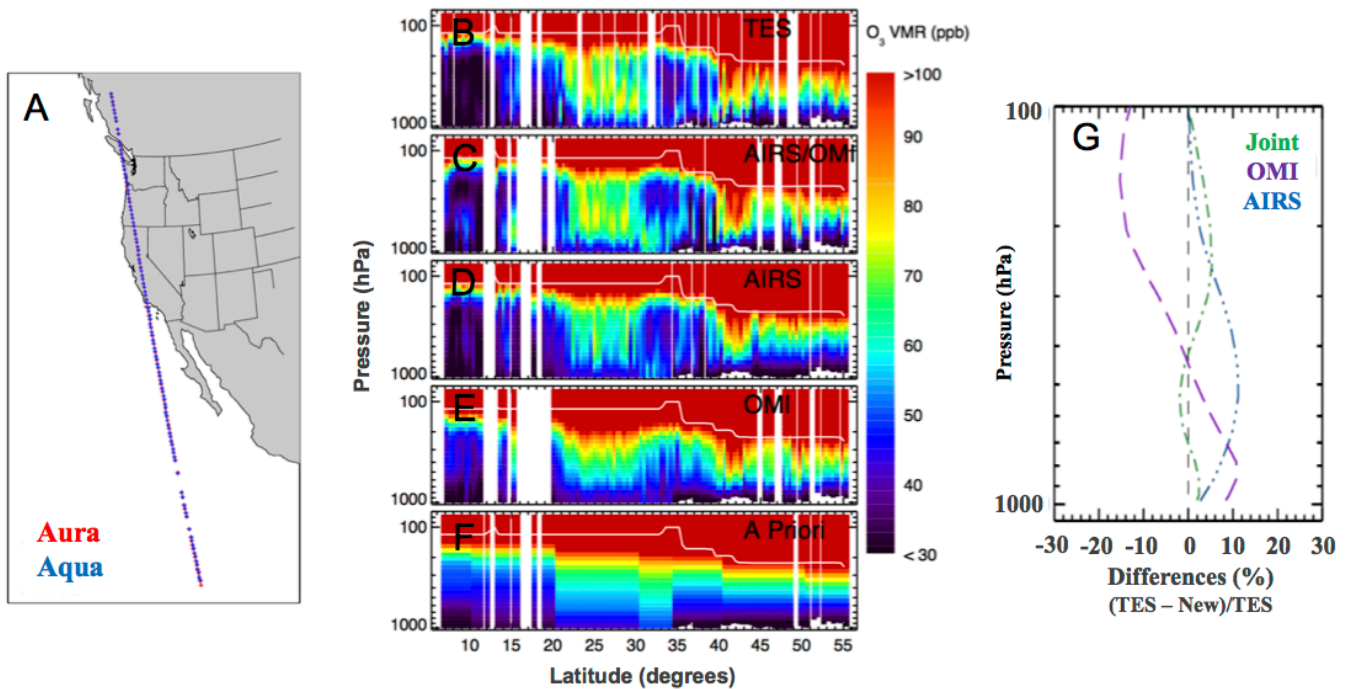 A
Aura
Aqua
Pressure (hPa)
100
1000
B
TES
100
1000
C
AIRS/OMI
100
1000
D
AIRS
100
1000
E
OMI
100
1000
F
A Priori
10 15 20 25 30 35 40 45 50 55
Latitude (degrees)
O3 VMR (ppb)
>100
90
80
70
60
50
40
<30
G
Joint
OMI
AIRS
Pressure (hPa)
100
1000
-30 -20 -10 0 10 20 30
Differences (%)
(TES – New)/TES